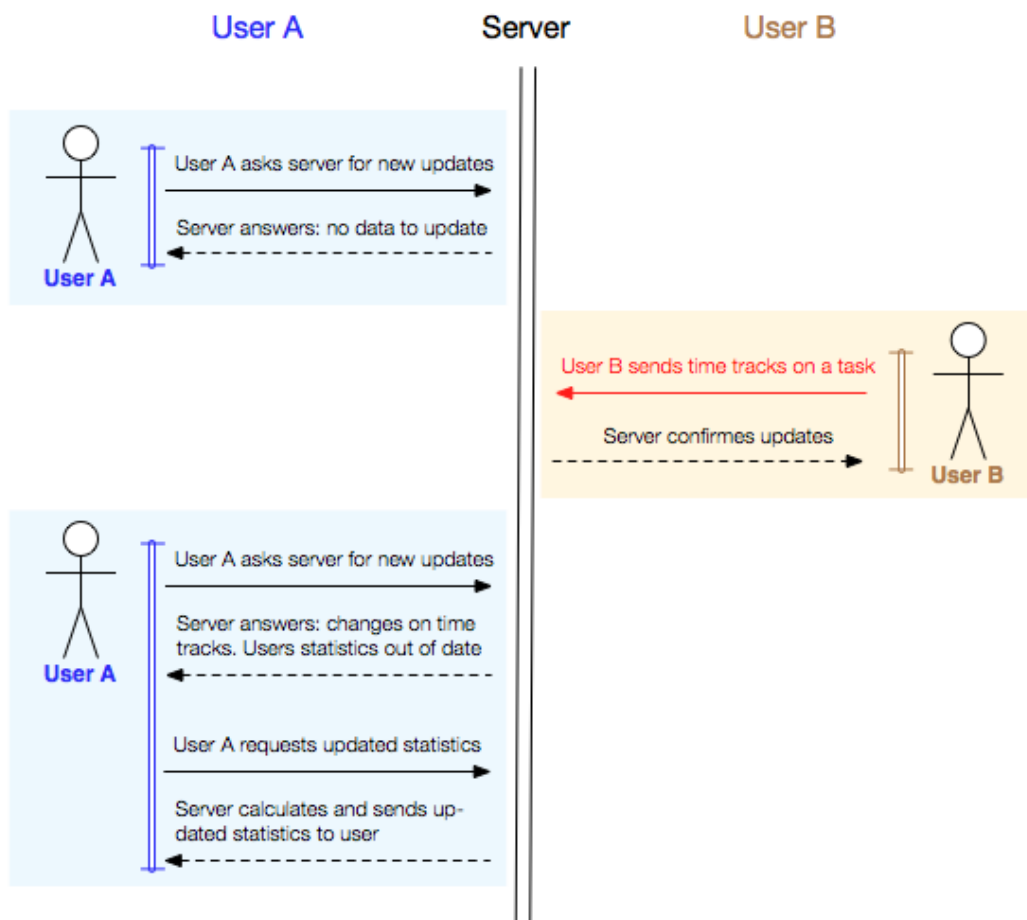 User A
Server
User B
User A asks server for new updates
Server answers: no data to update
User A
User B sends time tracks on a task
Server confirmes updates
User B
User A asks server for new updates
Server answers: changes on time
tracks. Users statistics out of date
User A
User A requests updated statistics
Server calculates and sends up-
dated statistics to user